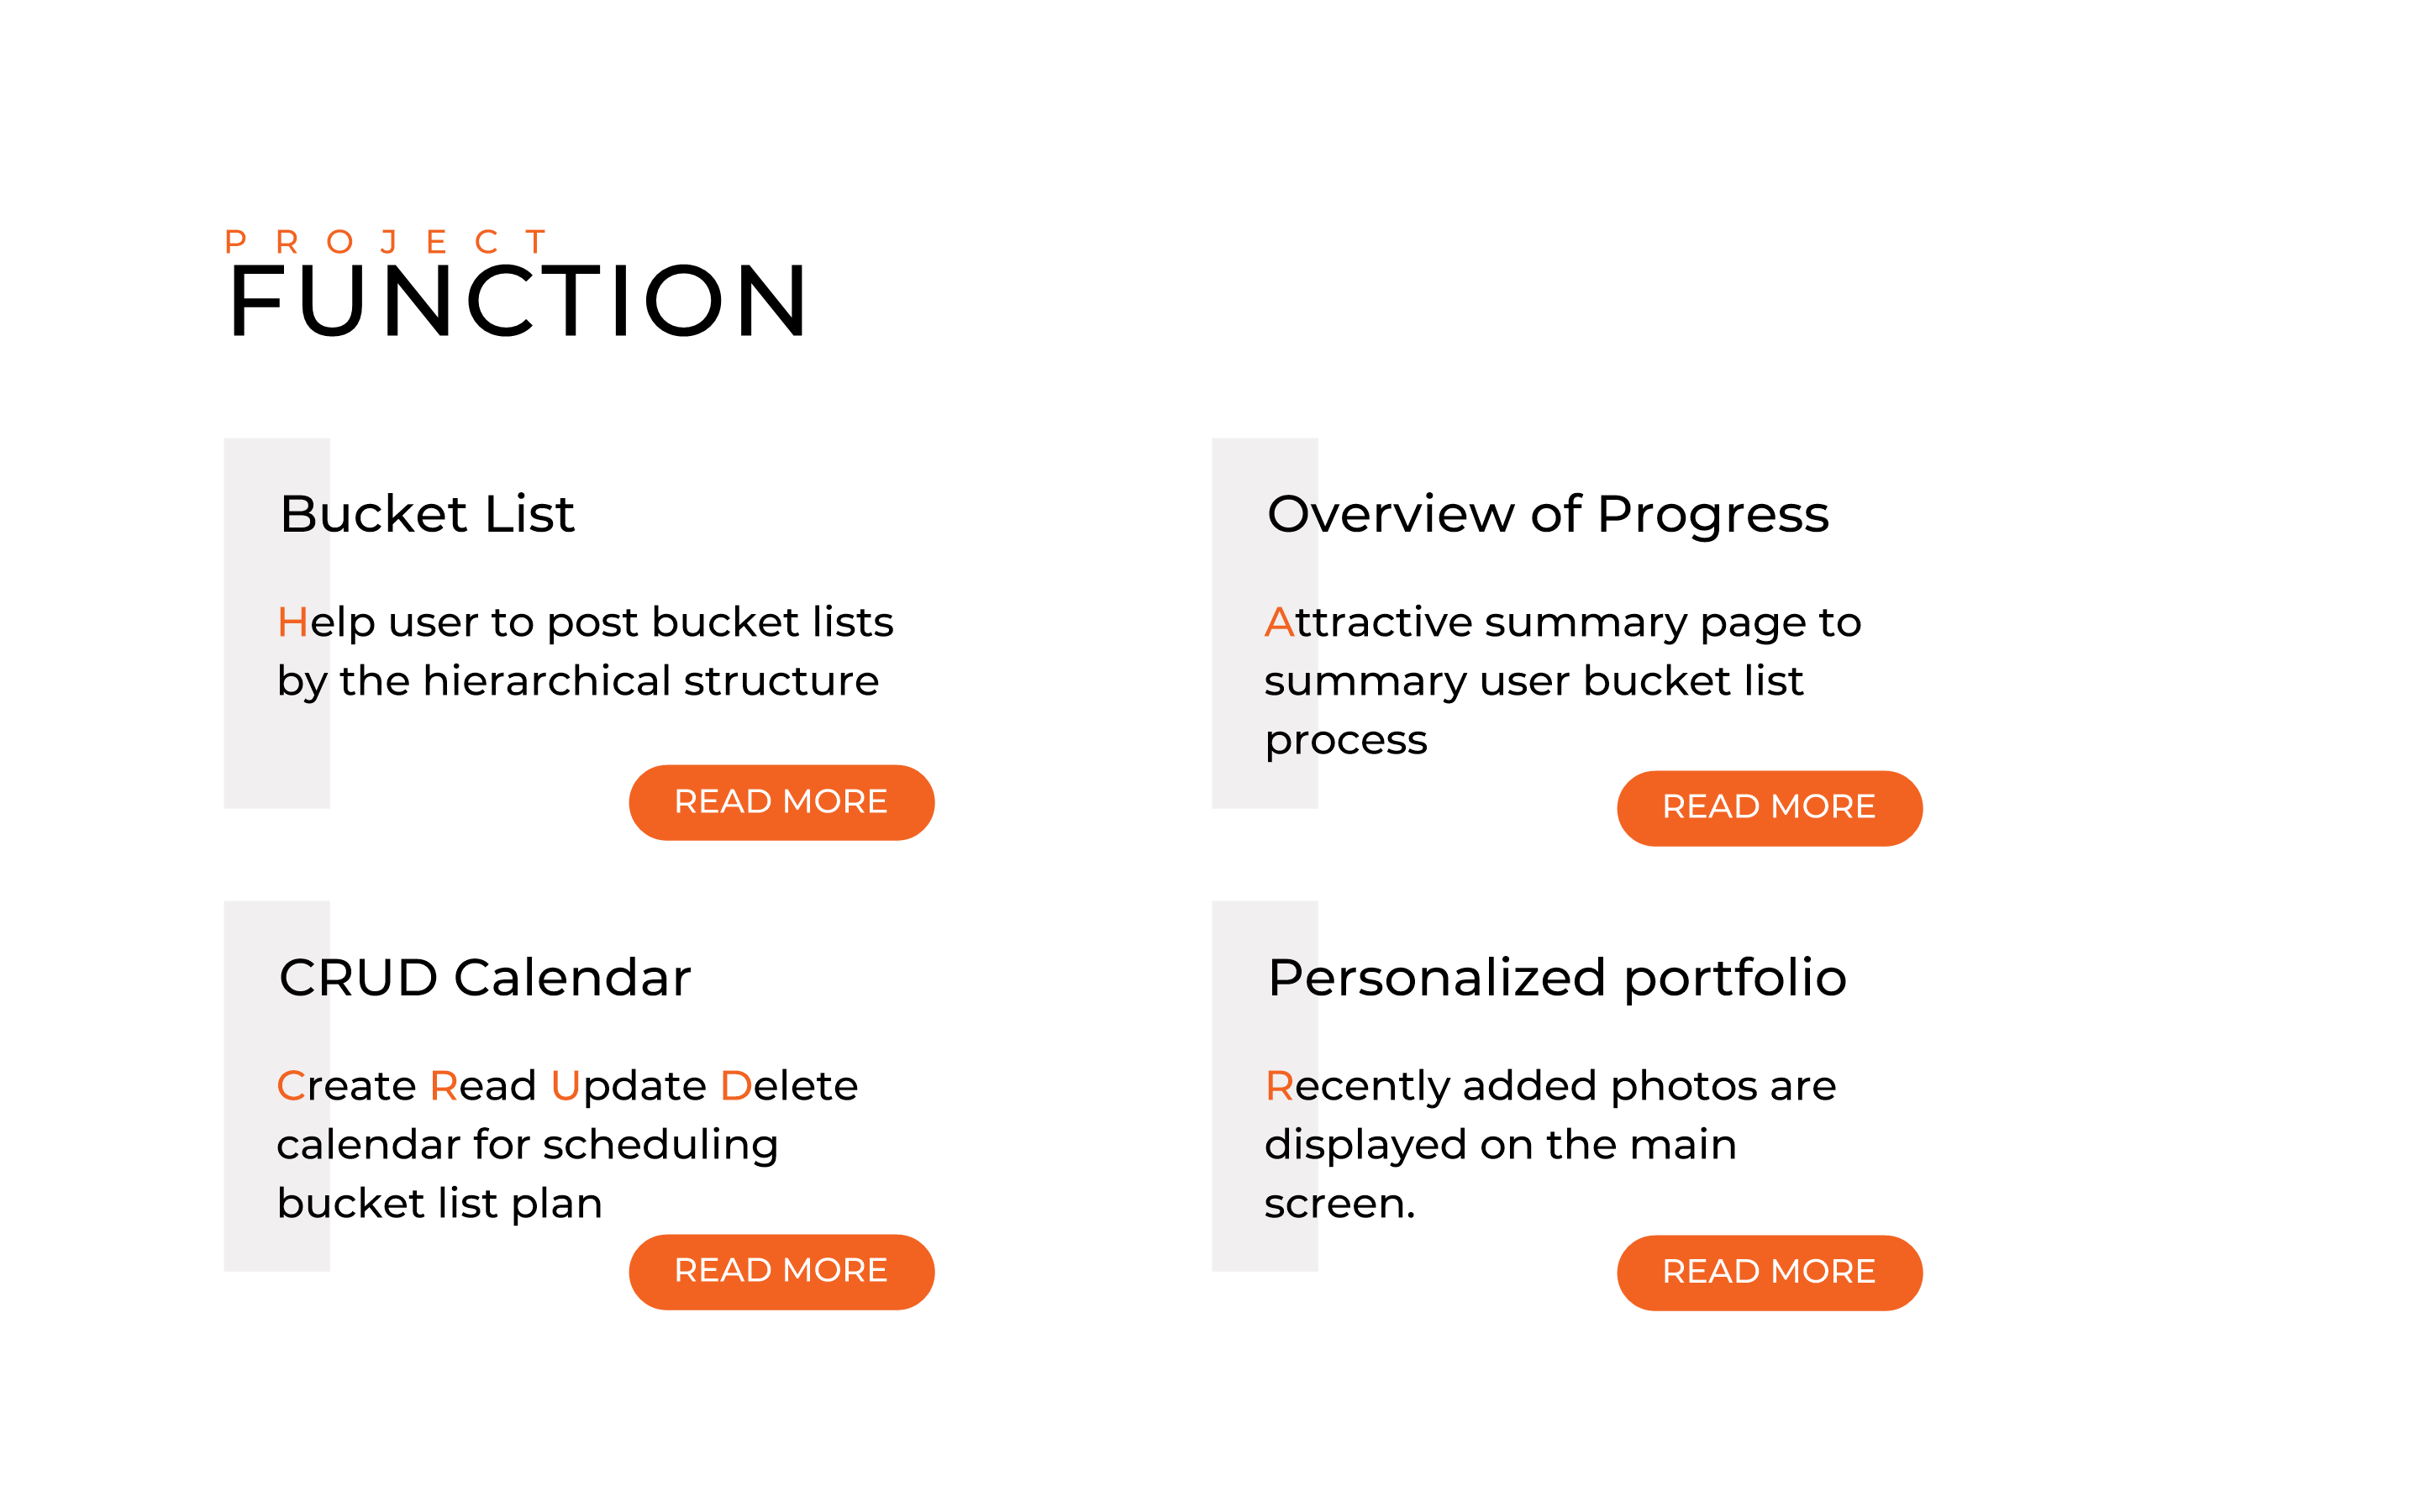 PROJECT
FUNCTION
Bucket List
Help user to post bucket lists
by the hierarchical structure
READ MORE
Overview of Progress
Attractive summary page to
summary user bucket list
process
READ MORE
CRUD Calendar
Create Read Update Delete
calendar for scheduling
bucket list plan
READ MORE
Personalized portfolio
Recently added photos are
displayed on the main
screen.
READ MORE